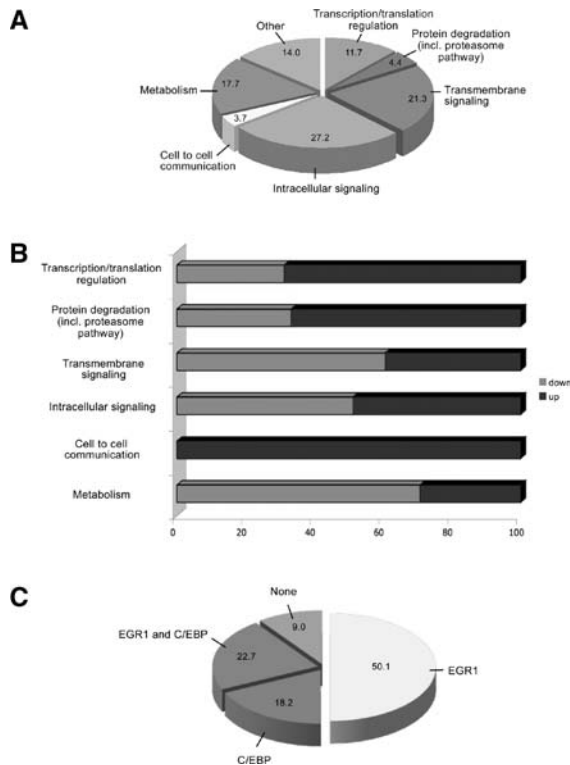 A
Transcription/translation
regulation
Other
Protein degradation
(incl. proteasome
pathway)
14.0
11.7
4.4
Metabolism
17.7
21.3
Transmembrane
signaling
3.7
27.2
Cell to cell
communication
Intracellular signaling
B
Transcription/translation
regulation
Protein degradation
(incl. proteasome
pathway)
Transmembrane
signaling
down
up
Intracellular signaling
Cell to cell
communication
Metabolism
0 20 40 60 80 100
C
None
EGR1 and C/EBP
9.0
22.7
50.1
EGR1
18.2
C/EBP